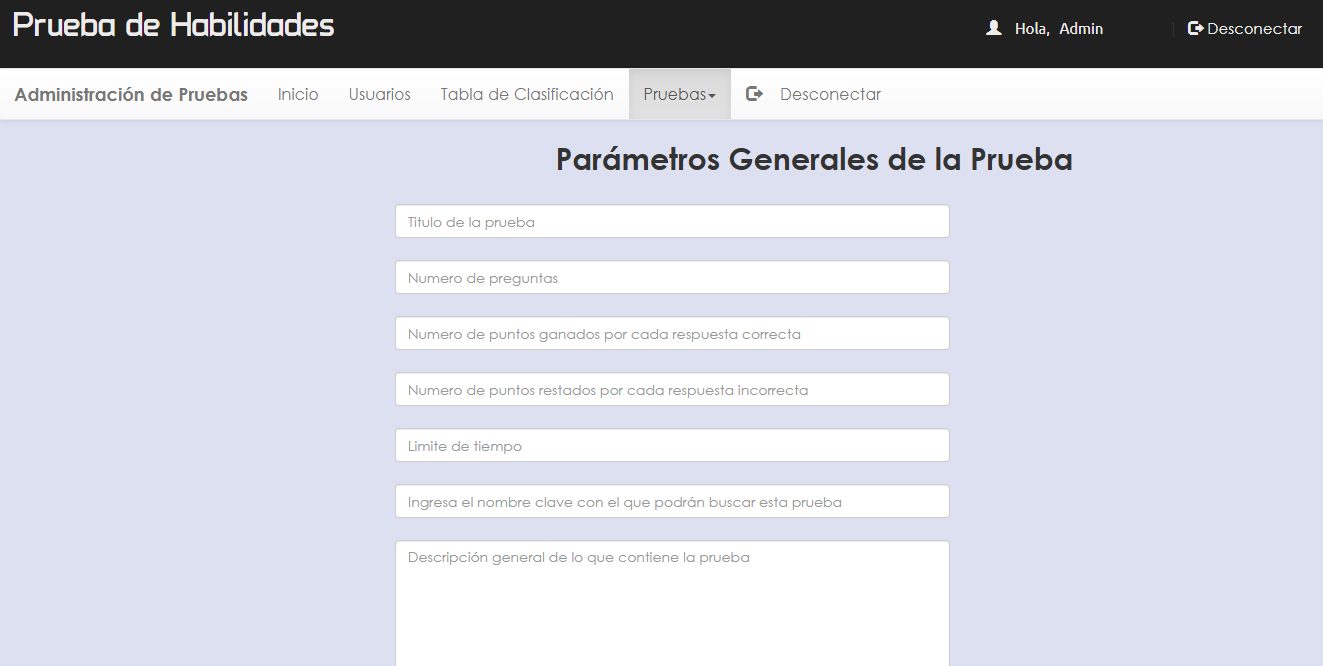 Prueba de Habilidades
Hola, Admin
Desconectar
Administración de Pruebas Inicio Usuarios Tabla de Clasificación Pruebas Desconectar
Parámetros Generales de la Prueba
Titulo de la prueba
Numero de preguntas
Numero de puntos ganados por cada respuesta correcta
Numero de puntos restados por cada respuesta incorrecta
Limite de tiempo
Ingresa el nombre clave con el que podrán buscar esta prueba
Descripción general de lo que contiene la prueba